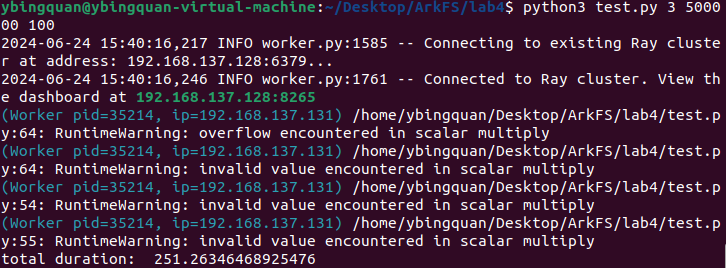 ybingquan@ybingquan-virtual-machine:~/Desktop/ArkFS/lab4$ python3 test.py 3 5000
00 100
2024-06-24 15:40:16,217 INFO worker.py:1585 -- Connecting to existing Ray cluste
r at address: 192.168.137.128:6379...
2024-06-24 15:40:16,246 INFO worker.py:1761 -- Connected to Ray cluster. View th
e dashboard at 192.168.137.128:8265
(Worker pid=35214, ip=192.168.137.131) /home/ybingquan/Desktop/ArkFS/lab4/test.p
y:64: RuntimeWarning: overflow encountered in scalar multiply
(Worker pid=35214, ip=192.168.137.131) /home/ybingquan/Desktop/ArkFS/lab4/test.p
y:64: RuntimeWarning: invalid value encountered in scalar multiply
(Worker pid=35214, ip=192.168.137.131) /home/ybingquan/Desktop/ArkFS/lab4/test.p
y:54: RuntimeWarning: invalid value encountered in scalar multiply
(Worker pid=35214, ip=192.168.137.131) /home/ybingquan/Desktop/ArkFS/lab4/test.p
y:55: RuntimeWarning: invalid value encountered in scalar multiply
total duration:  251.26346468925476